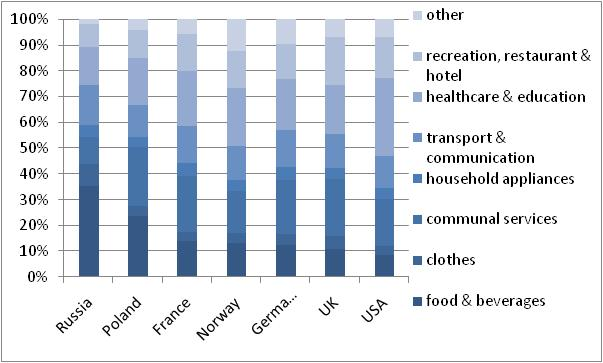 100%
90%
80%
70%
60%
50%
40%
30%
20%
10%
0%
Russia
Poland
France
Norway
Germa...
UK
USA
other
recreation, restaurant &
hotel
healthcare & education
transport &
communication
household appliances
communal services
clothes
food & beverages